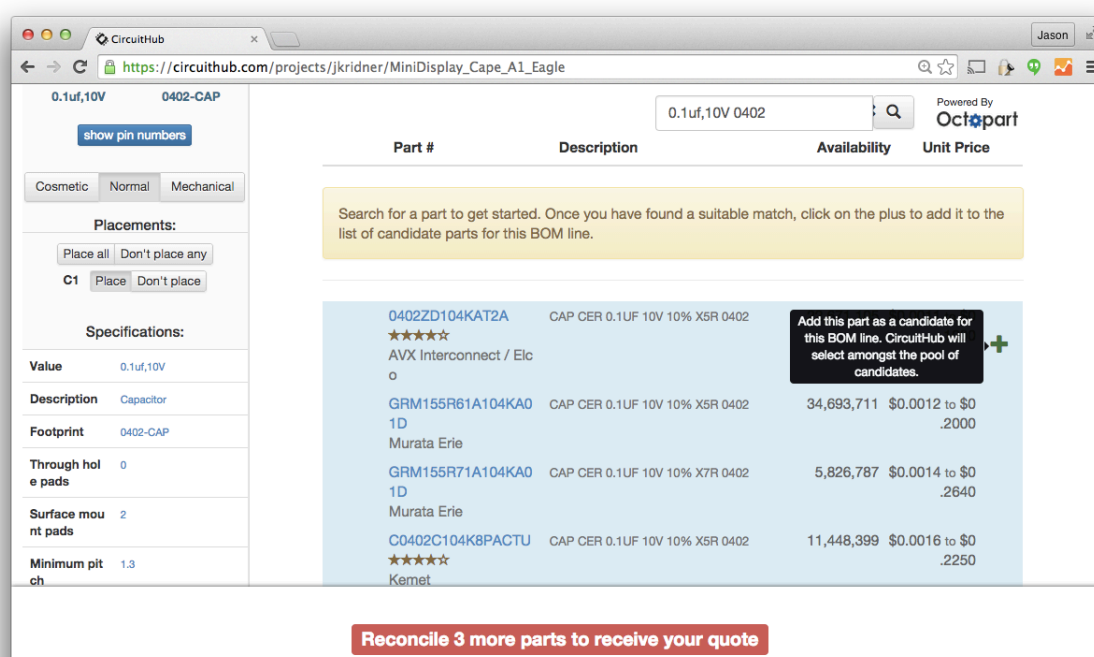 CircuitHub
Jason
https://circuithub.com/projects/jkridner/MiniDisplay_Cape_A1_Eagle
0.1uf,10V 0402-CAP
show pin numbers
Cosmetic Normal Mechanical
Placements:
Place all Don't place any
C1 Place Don't place
Specifications:
Value 0.1uf,10V
Description Capacitor
Footprint 0402-CAP
Through hol
e pads 0
Surface mou
nt pads 2
Minimum pit
ch 1.3
0.1uf,10V 0402
Powered By
Octopart
Part # Description Availability Unit Price
Search for a part to get started. Once you have found a suitable match, click on the plus to add it to the
list of candidate parts for this BOM line.
0402ZD104KAT2A CAP CER 0.1UF 10V 10% X5R 0402
AVX Interconnect / Elc
o
Add this part as a candidate for
this BOM line. CircuitHub will
select amongst the pool of
candidates.
GRM155R61A104KA0 CAP CER 0.1UF 10V 10% X5R 0402 34,693,711 $0.0012 to $0
1D .2000
Murata Erie
GRM155R71A104KA0 CAP CER 0.1UF 10V 10% X7R 0402 5,826,787 $0.0014 to $0
1D .2640
Murata Erie
C0402C104K8PACTU CAP CER 0.1UF 10V 10% X5R 0402 11,448,399 $0.0016 to $0
.2250
Kemet
Reconcile 3 more parts to receive your quote